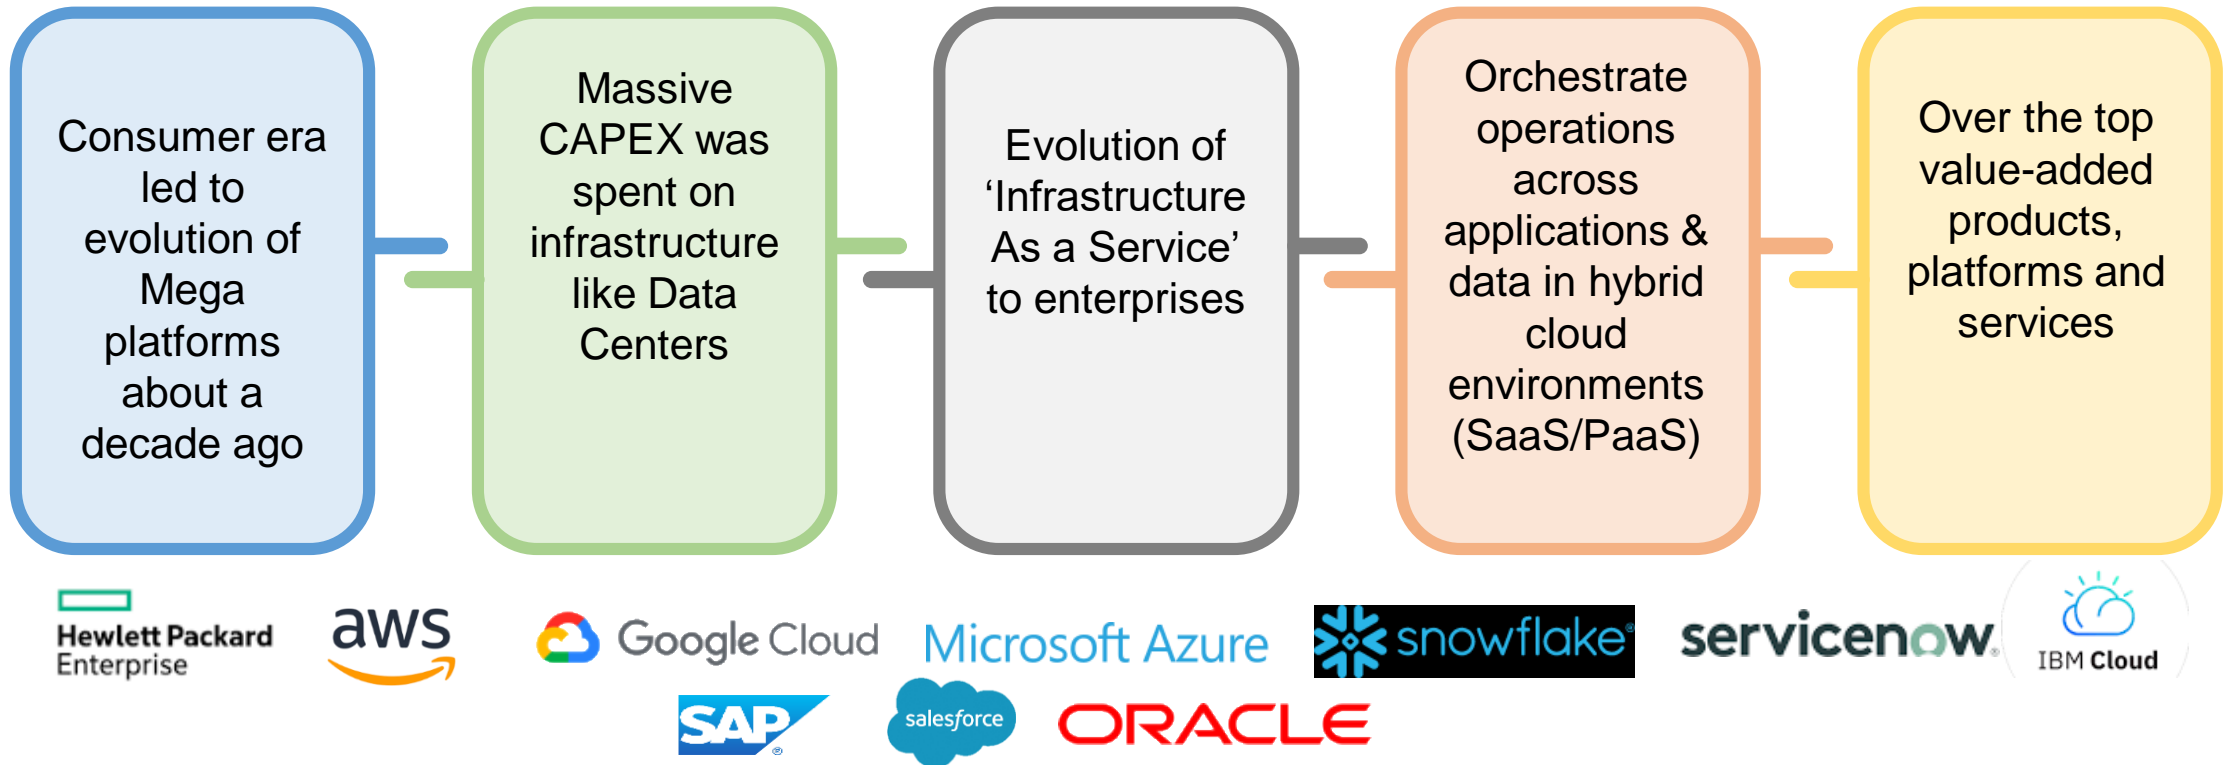 Consumer era
led to
evolution of
Mega
platforms
about a
decade ago
Massive
CAPEX was
spent on
infrastructure
like Data
Centers
Evolution of
‘Infrastructure
As a Service’
to enterprises
Orchestrate
operations
across
applications &
data in hybrid
cloud
environments
(SaaS/PaaS)
Over the top
value-added
products,
platforms and
services
Hewlett Packard
Enterprise
aws
Google Cloud
Microsoft Azure
snowflake®
servicenow®
IBM Cloud
SAP®
salesforce
ORACLE